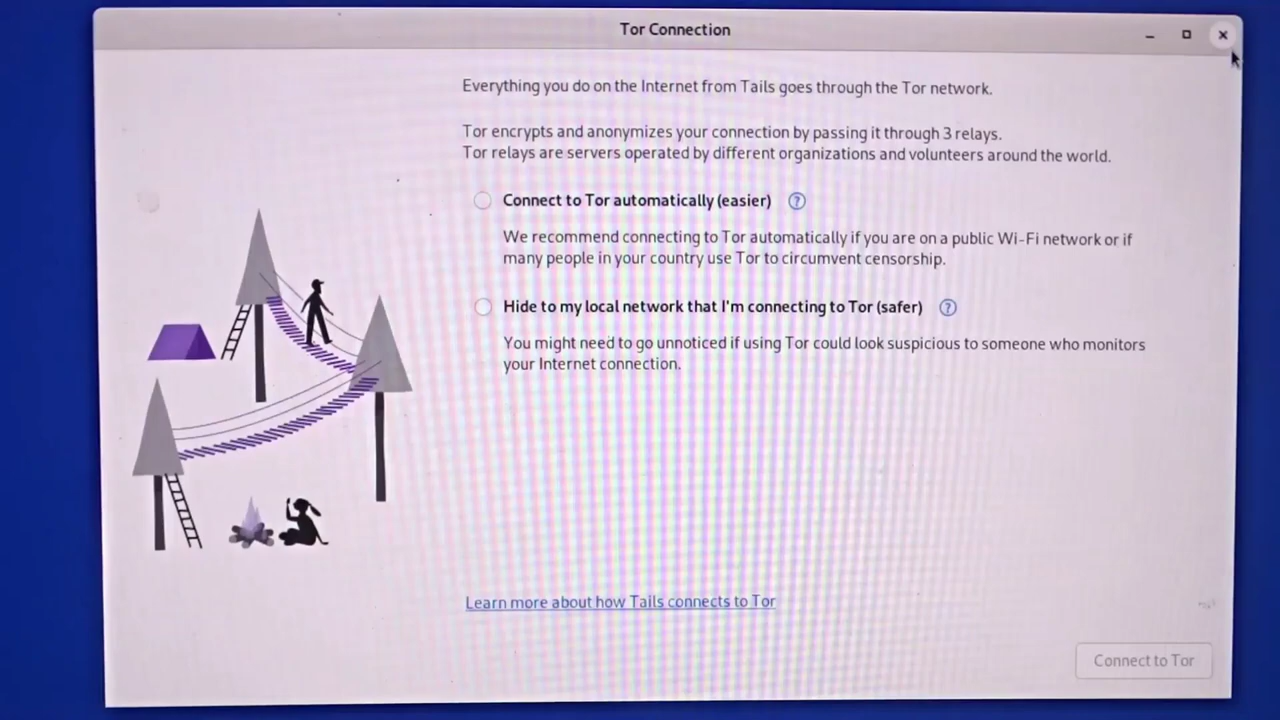 Tor Connection
Everything you do on the Internet from Tails goes through the Tor network.
Tor encrypts and anonymizes your connection by passing it through 3 relays.
Tor relays are servers operated by different organizations and volunteers around the world.
Connect to Tor automatically (easier) ?
We recommend connecting to Tor automatically if you are on a public Wi-Fi network or if
many people in your country use Tor to circumvent censorship.
Hide to my local network that I'm connecting to Tor (safer) ?
You might need to go unnoticed if using Tor could look suspicious to someone who monitors
your Internet connection.
Learn more about how Tails connects to Tor
Connect to Tor